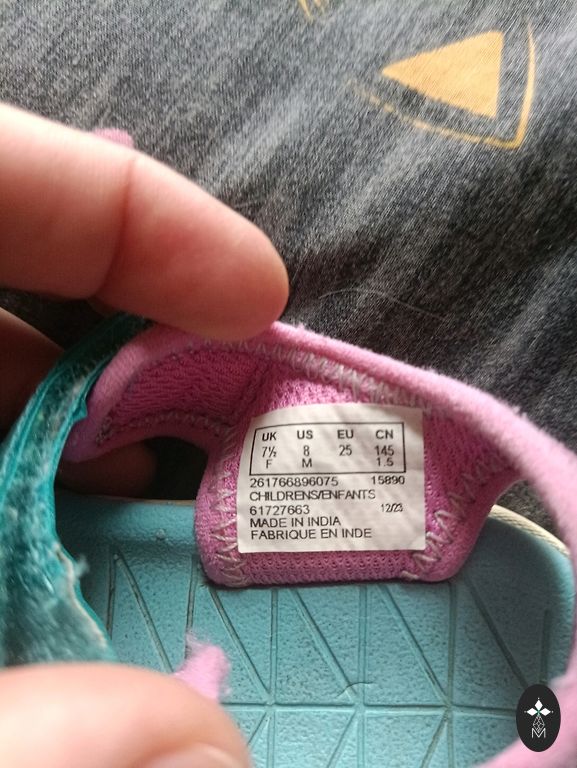 UK US EU CN
7½ 8 25 145
F M 1.5
261766896075 15890
CHILDRENS/ENFANTS
61727663 12/23
MADE IN INDIA
FABRIQUE EN INDE
M